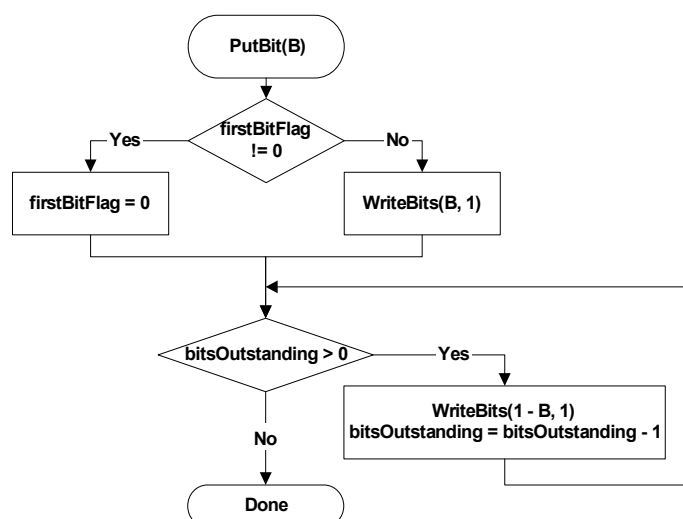 PutBit(B)
firstBitFlag
!= 0
Yes
No
firstBitFlag = 0
WriteBits(B, 1)
bitsOutstanding > 0
Yes
WriteBits(1 - B, 1)
bitsOutstanding = bitsOutstanding - 1
No
Done